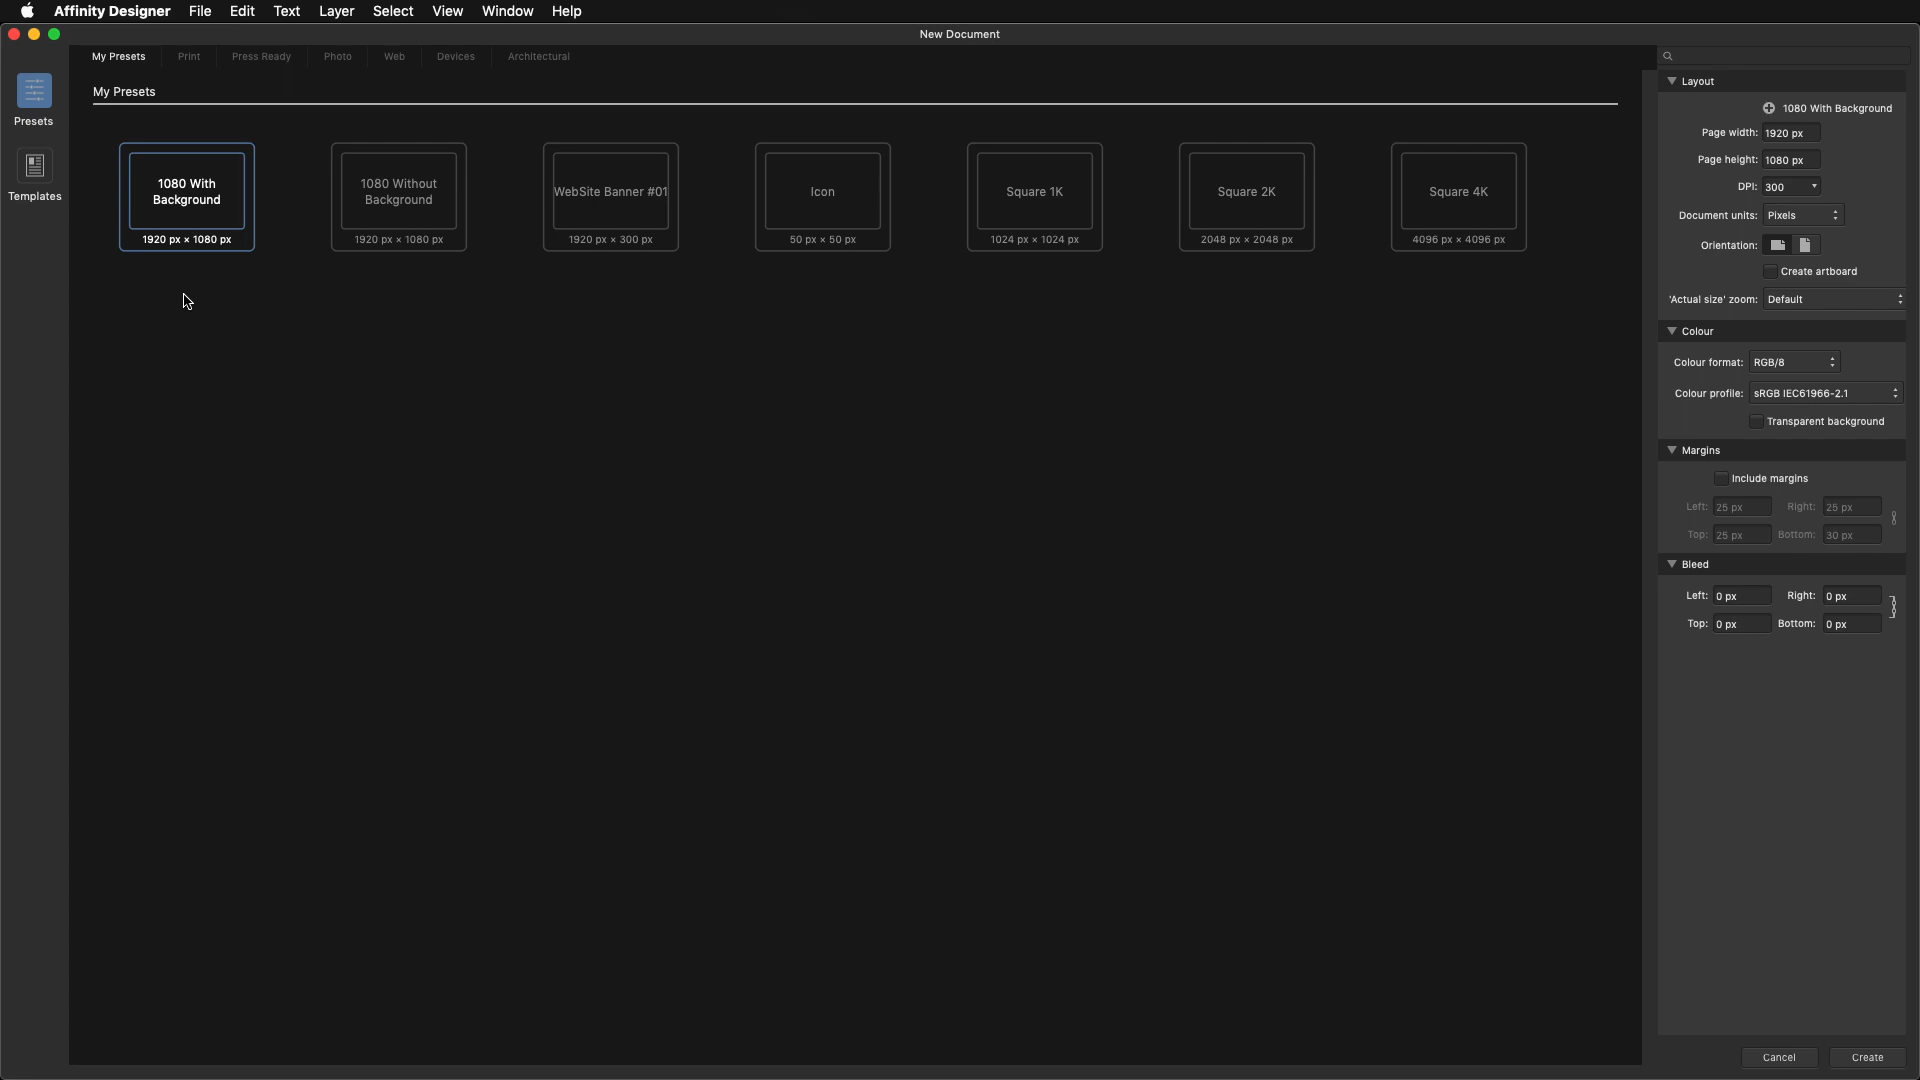 Affinity Designer File Edit Text Layer Select View Window Help
New Document
My Presets Print Press Ready Photo Web Devices Architectural
Presets
Templates
My Presets
1080 With
Background
1920 px × 1080 px
1080 Without
Background
1920 px × 1080 px
WebSite Banner #01
1920 px × 300 px
Icon
50 px × 50 px
Square 1K
1024 px × 1024 px
Square 2K
2048 px × 2048 px
Square 4K
4096 px × 4096 px
Layout
1080 With Background
Page width: 1920 px
Page height: 1080 px
DPI: 300
Document units: Pixels
Orientation:
Create artboard
'Actual size' zoom: Default
Colour
Colour format: RGB/8
Colour profile: sRGB IEC61966-2.1
Transparent background
Margins
Include margins
Left: 25 px Right: 25 px
Top: 25 px Bottom: 30 px
Bleed
Left: 0 px Right: 0 px
Top: 0 px Bottom: 0 px
Cancel Create